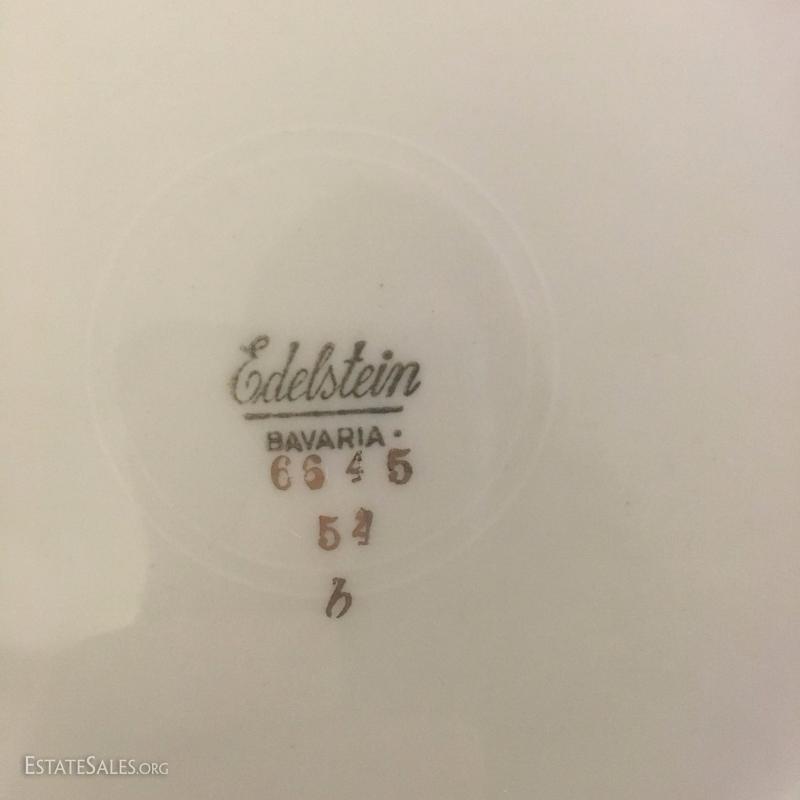 Edelstein
BAVARIA.
6645
54
b
ESTATESALES.ORG